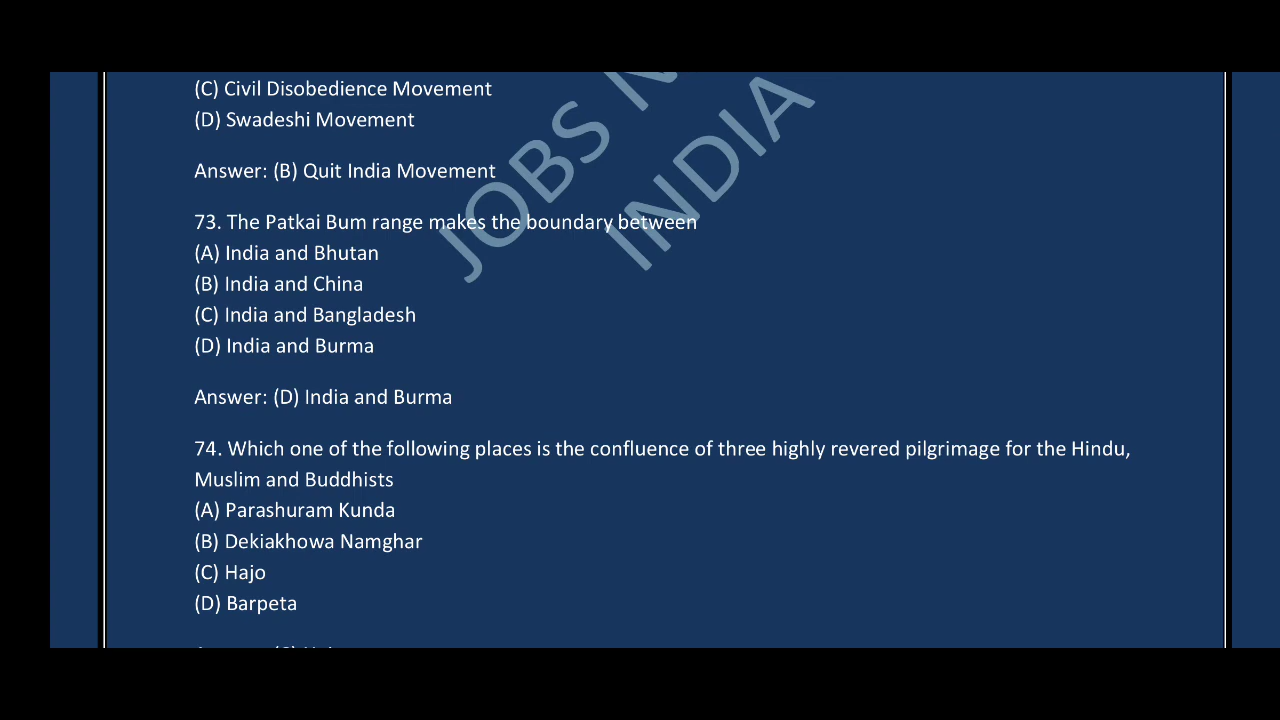 (C) Civil Disobedience Movement
(D) Swadeshi Movement
Answer: (B) Quit India Movement
73. The Patkai Bum range makes the boundary between
(A) India and Bhutan
(B) India and China
(C) India and Bangladesh
(D) India and Burma
Answer: (D) India and Burma
74. Which one of the following places is the confluence of three highly revered pilgrimage for the Hindu,
Muslim and Buddhists
(A) Parashuram Kunda
(B) Dekiakhowa Namghar
(C) Hajo
(D) Barpeta
JOBS
INDIA